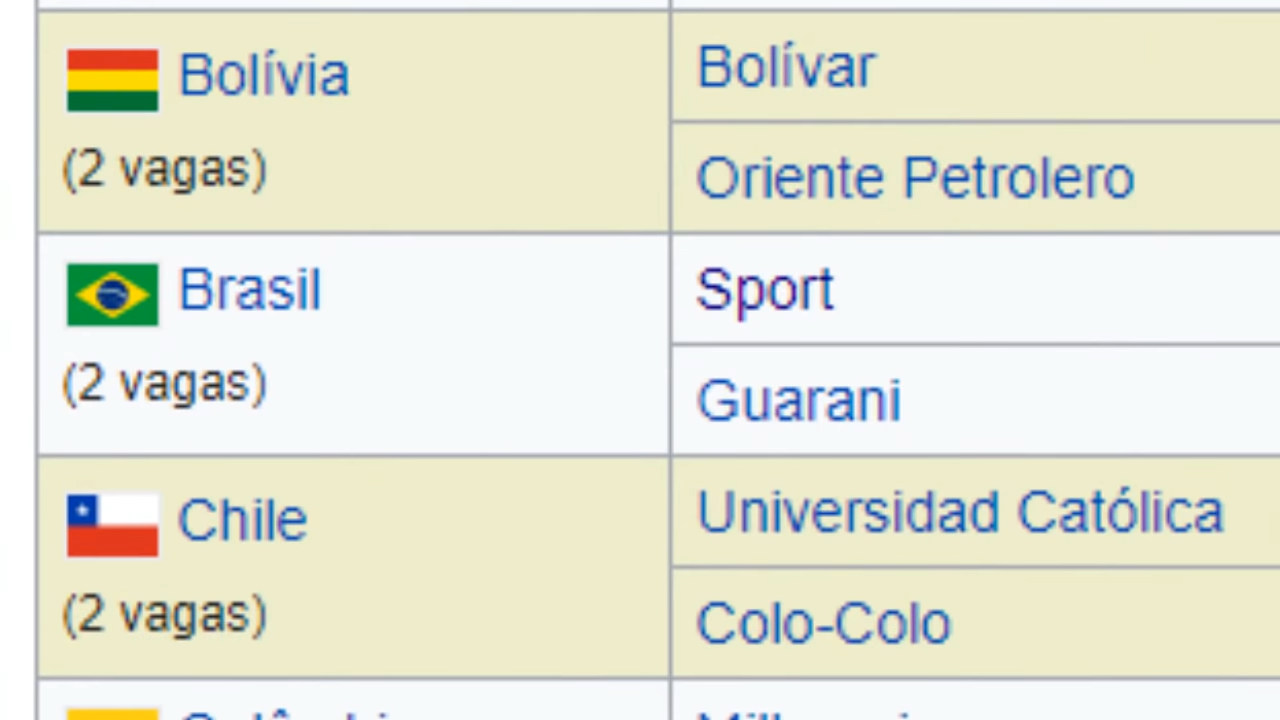 Bolívia
(2 vagas)
Bolívar
Oriente Petrolero
Brasil
(2 vagas)
Sport
Guarani
Chile
(2 vagas)
Universidad Católica
Colo-Colo